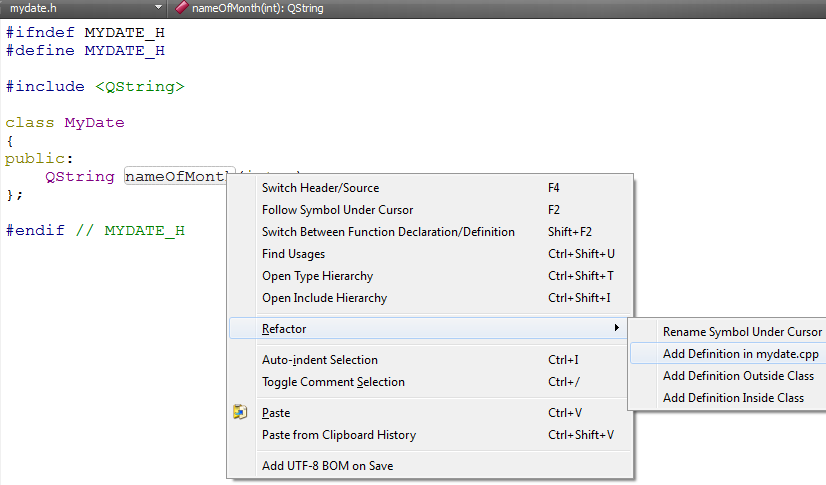 mydate.h nameOfMonth(int): QString
#ifndef MYDATE_H
#define MYDATE_H
#include <QString>
class MyDate
{
public:
QString nameOfMonth
};
#endif // MYDATE_H
Switch Header/Source F4
Follow Symbol Under Cursor F2
Switch Between Function Declaration/Definition Shift+F2
Find Usages Ctrl+Shift+U
Open Type Hierarchy Ctrl+Shift+T
Open Include Hierarchy Ctrl+Shift+I
Refactor
Auto-indent Selection Ctrl+I
Toggle Comment Selection Ctrl+/
Paste Ctrl+V
Paste from Clipboard History Ctrl+Shift+V
Add UTF-8 BOM on Save
Rename Symbol Under Cursor
Add Definition in mydate.cpp
Add Definition Outside Class
Add Definition Inside Class